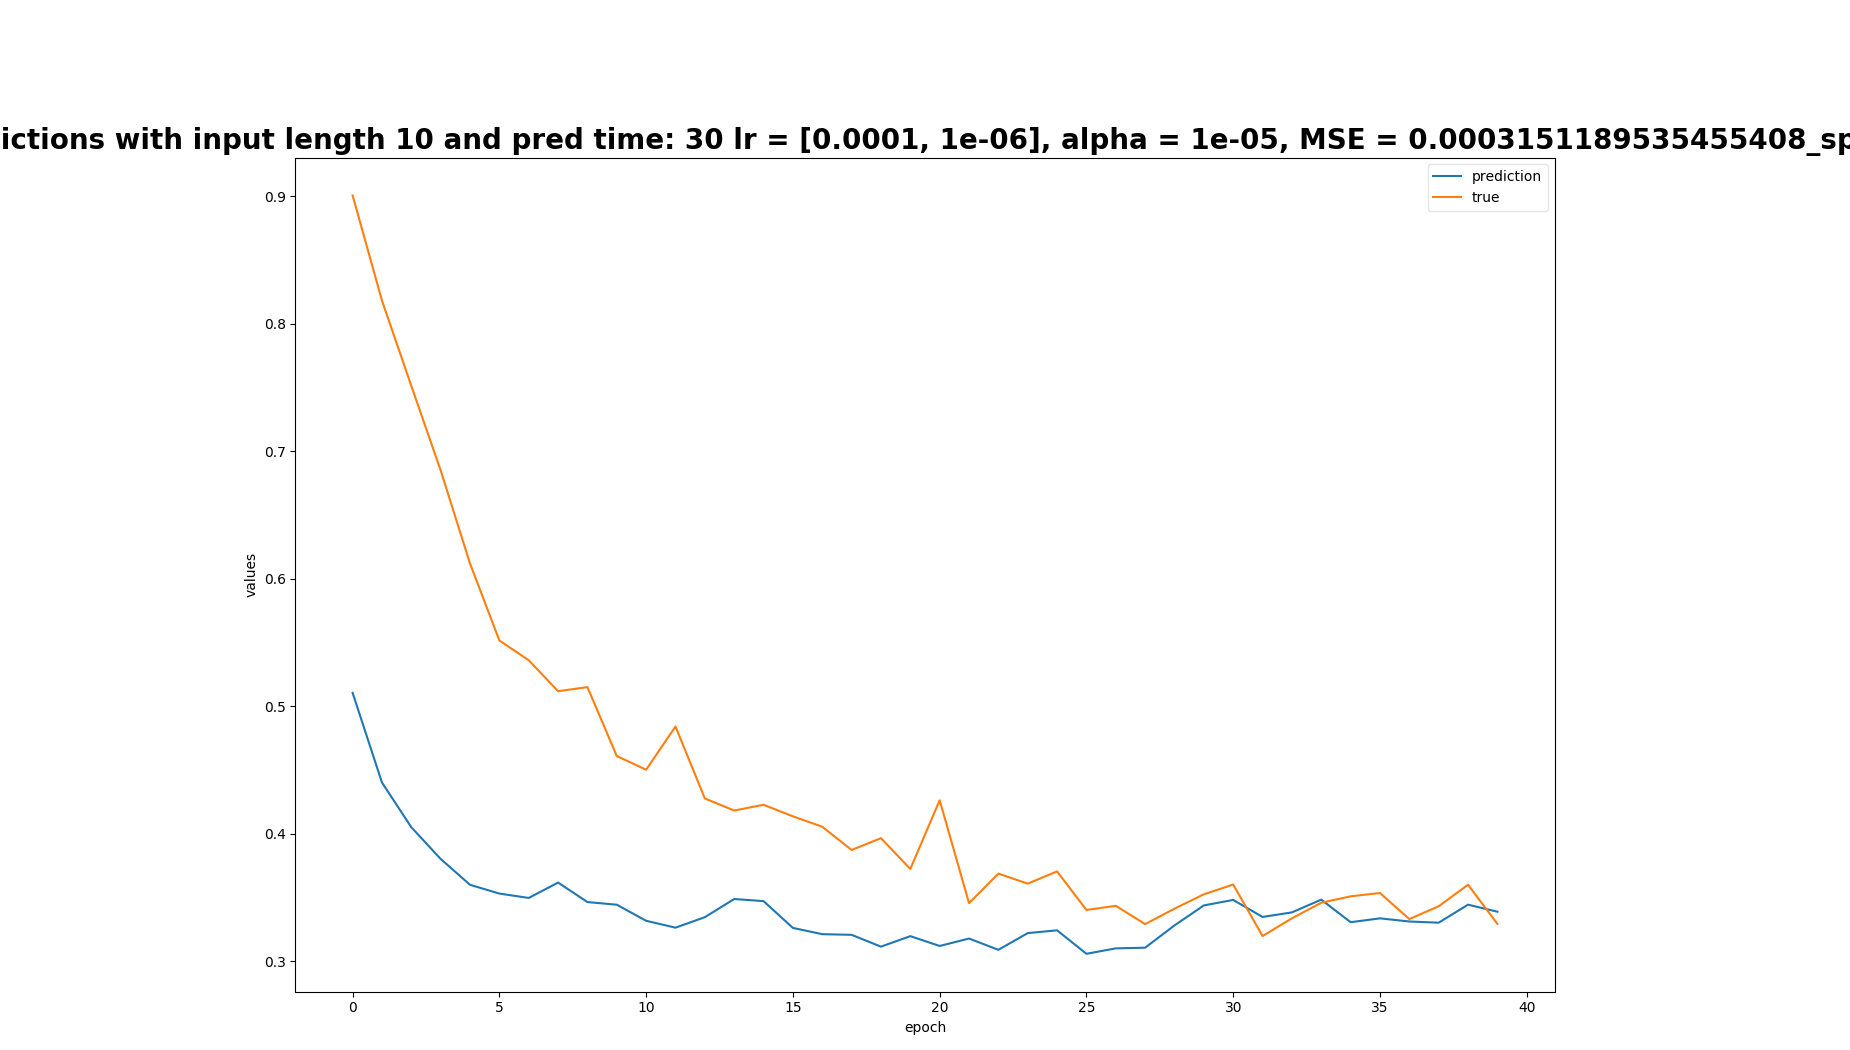 ictions with input length 10 and pred time: 30 lr = [0.0001, 1e-06], alpha = 1e-05, MSE = 0.0003151189535455408_sp
prediction
true
0.9
0.8
0.7
0.6
0.5
0.4
0.3
values
0 5 10 15 20 25 30 35 40
epoch